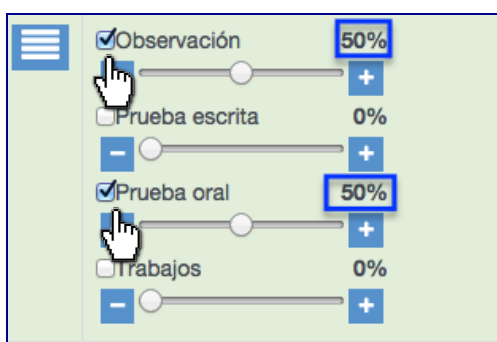 Observación 50%
Prueba escrita 0%
Prueba oral 50%
Trabajos 0%